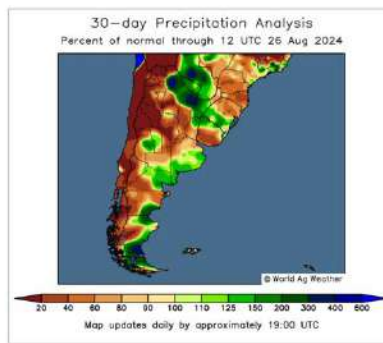 30-day Precipitation Analysis
Percent of normal through 12 UTC 26 Aug 2024
© World Ag Weather
20 40 60 80 90 100 110 125 150 200 300 400 600
Map updates daily by approximately 19:00 UTC